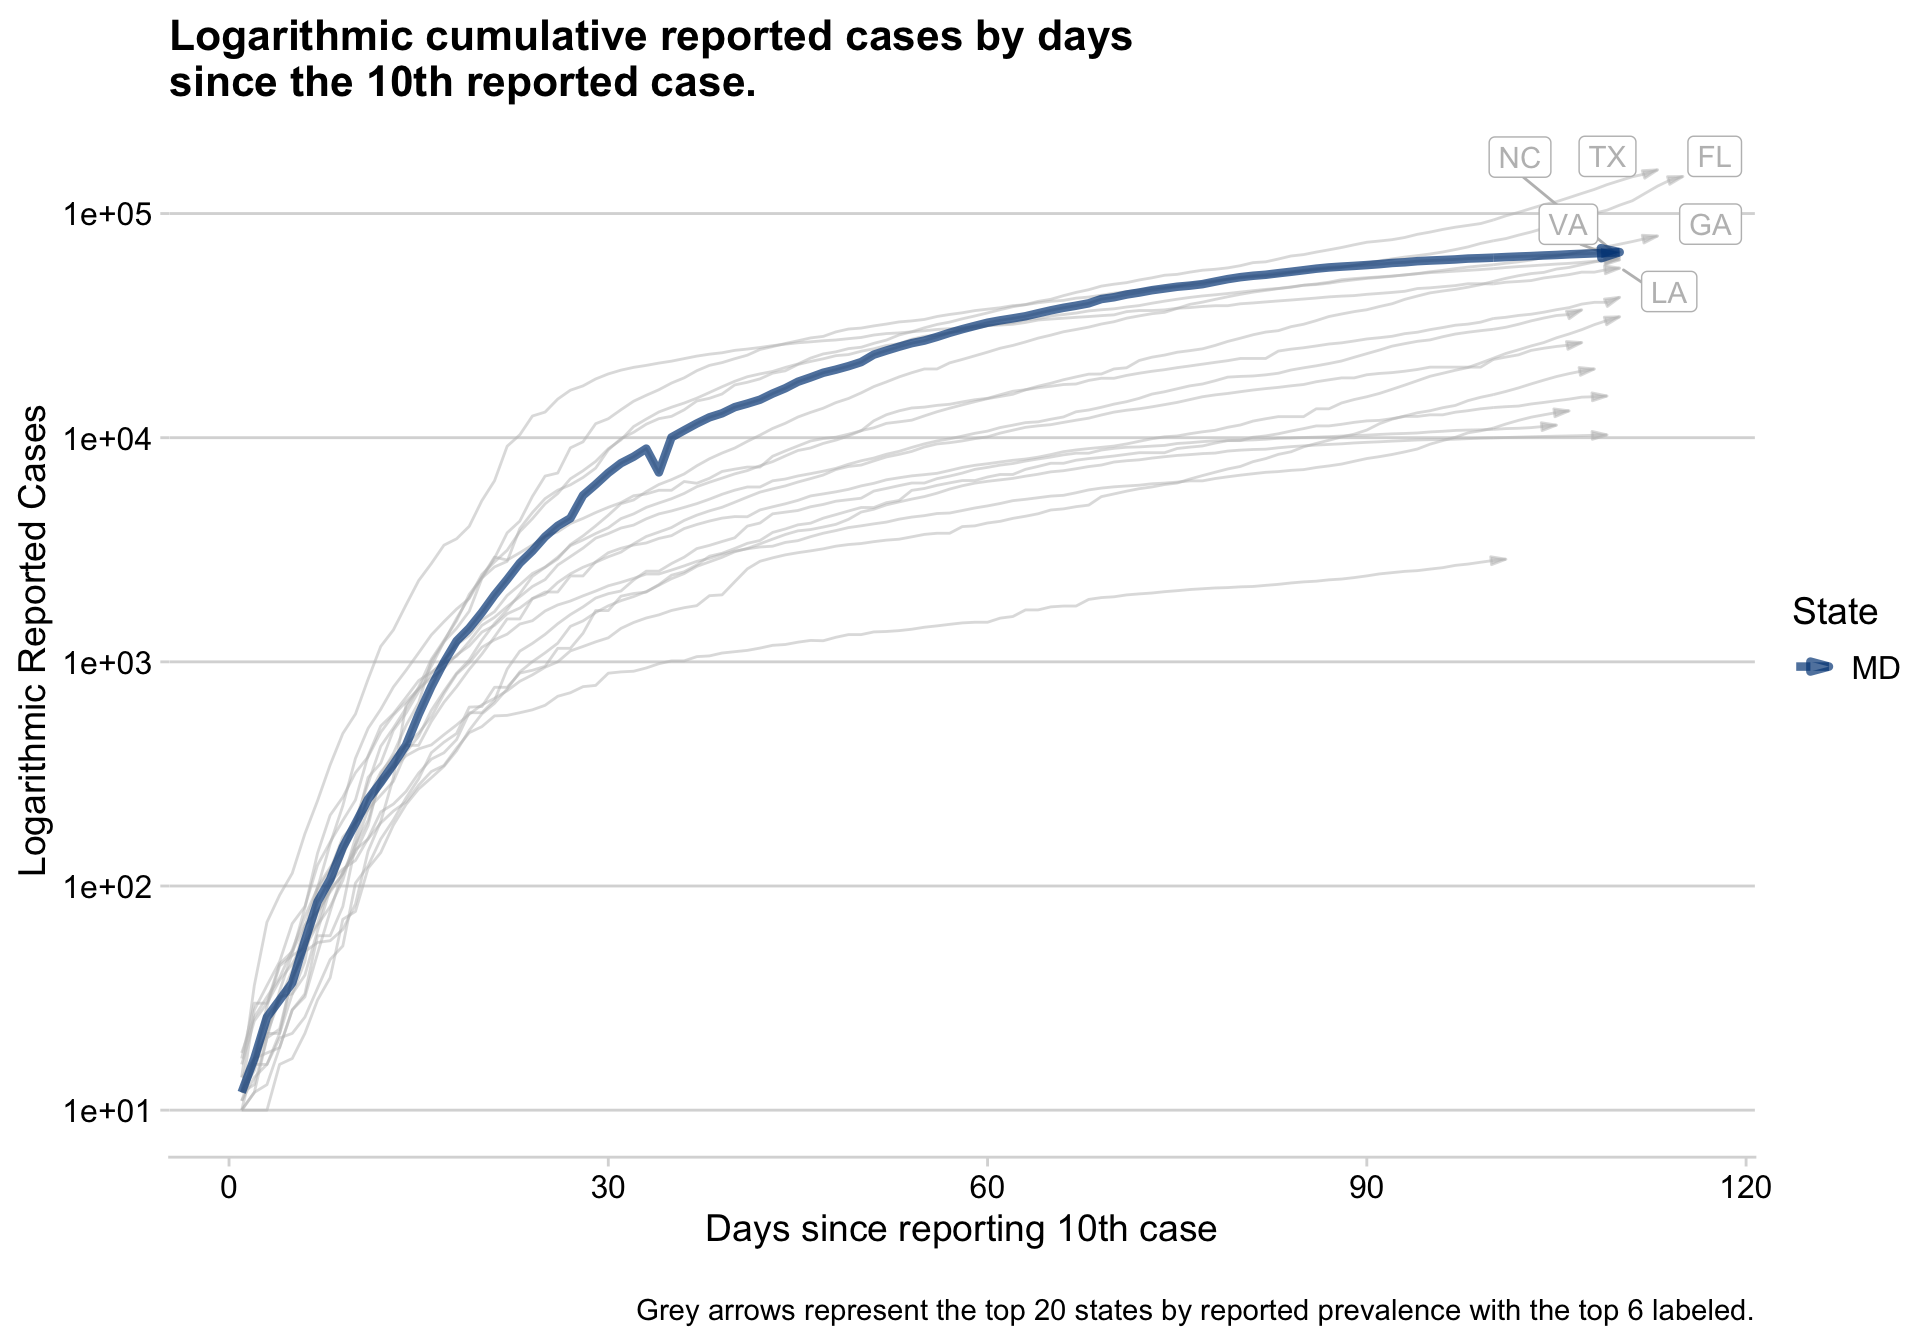 Logarithmic cumulative reported cases by days
since the 10th reported case.
NC
TX
FL
VA
GA
LA
1e+05
1e+04
1e+03
1e+02
1e+01
Logarithmic Reported Cases
0
30
60
90
120
Days since reporting 10th case
State
MD
Grey arrows represent the top 20 states by reported prevalence with the top 6 labeled.